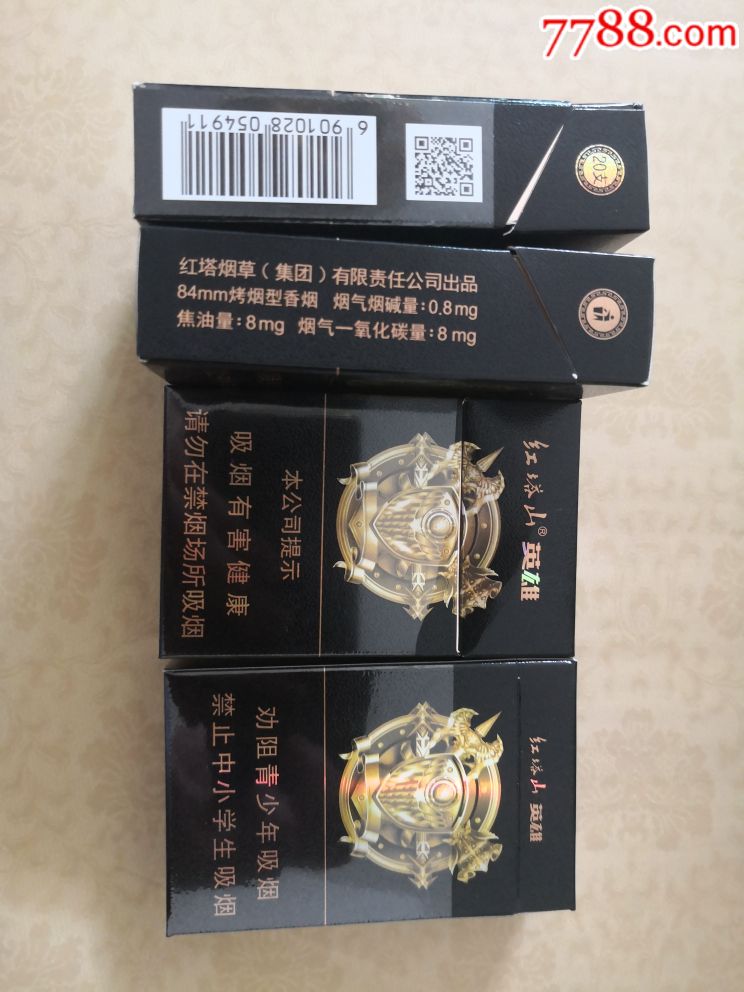 7788.com
6 901028 054911
20支
红塔烟草（集团）有限责任公司出品
84mm烤烟型香烟 烟气烟碱量：0.8mg
焦油量：8mg 烟气一氧化碳量：8mg
红塔山® 英雄
本公司提示
吸烟有害健康
请勿在禁烟场所吸烟
红塔山 英雄
劝阻青少年吸烟
禁止中小学生吸烟